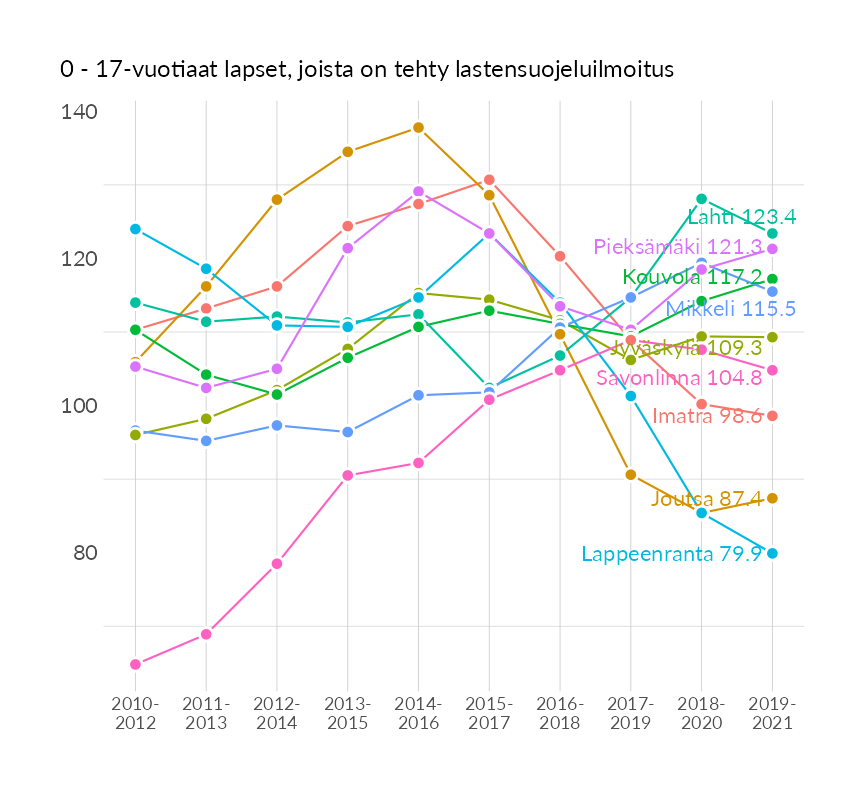 0 - 17-vuotiaat lapset, joista on tehty lastensuojeluilmoitus
140
120
100
80
Lahti 123.4
Pieksämäki 121.3
Kouvola 117.2
Mikkeli 115.5
Jyväskylä 109.3
Savonlinna 104.8
Imatra 98.6
Joutsa 87.4
Lappeenranta 79.9
2010- 2011- 2012- 2013- 2014- 2015- 2016- 2017- 2018- 2019-
2012 2013 2014 2015 2016 2017 2018 2019 2020 2021